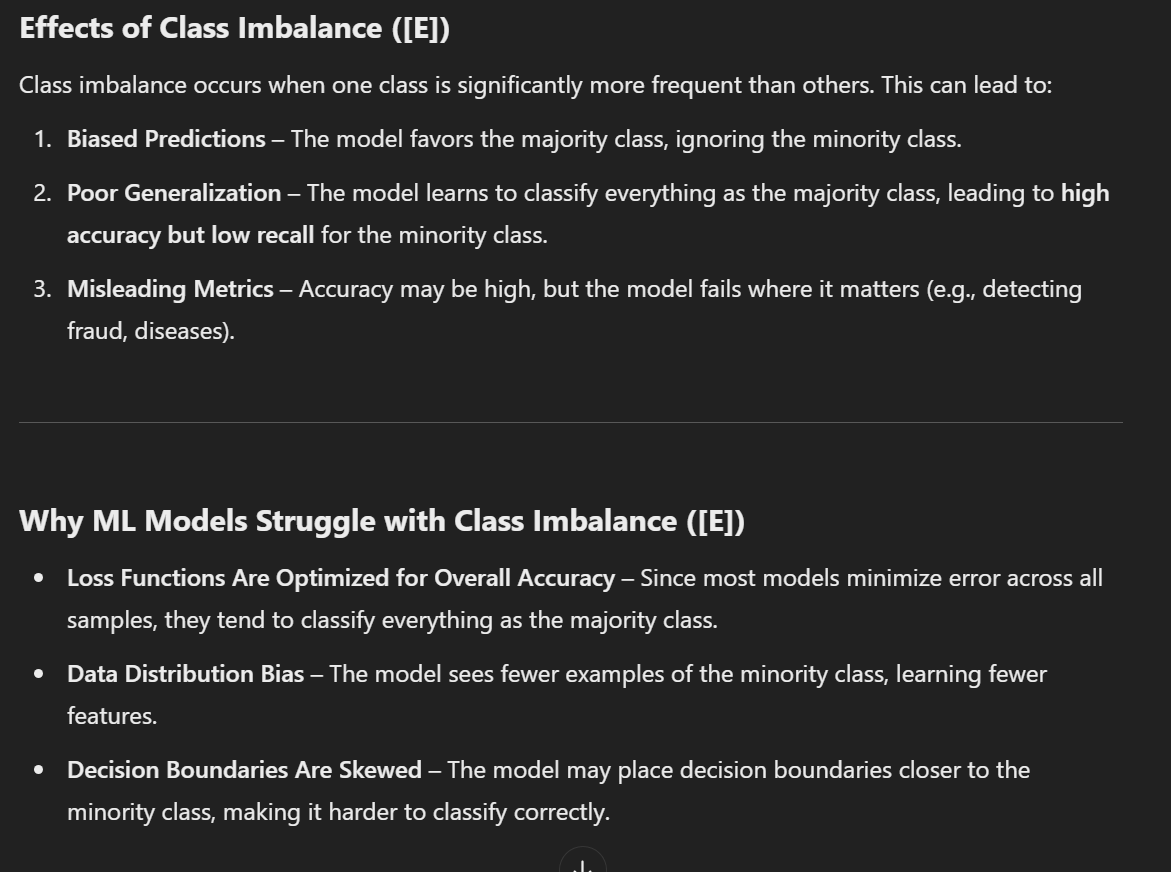 Effects of Class Imbalance ([E])
Class imbalance occurs when one class is significantly more frequent than others. This can lead to:
1. Biased Predictions – The model favors the majority class, ignoring the minority class.
2. Poor Generalization – The model learns to classify everything as the majority class, leading to high
accuracy but low recall for the minority class.
3. Misleading Metrics – Accuracy may be high, but the model fails where it matters (e.g., detecting
fraud, diseases).
Why ML Models Struggle with Class Imbalance ([E])
• Loss Functions Are Optimized for Overall Accuracy – Since most models minimize error across all
samples, they tend to classify everything as the majority class.
• Data Distribution Bias – The model sees fewer examples of the minority class, learning fewer
features.
• Decision Boundaries Are Skewed – The model may place decision boundaries closer to the
minority class, making it harder to classify correctly.